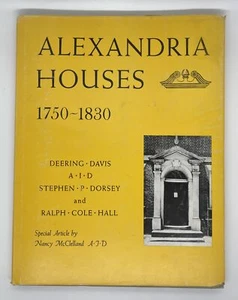 ALEXANDRIA
HOUSES
1750~1830
DEERING · DAVIS
A · I · D
STEPHEN · P · DORSEY
and
RALPH · COLE · HALL
Special Article by
Nancy McClelland A·I·D